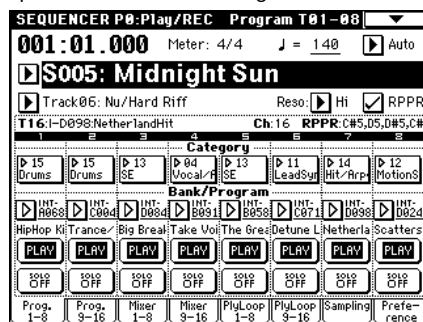 SEQUENCER P0:Play/REC Program T01-08
001:01.000 Meter: 4/4 ♩ = 140 Auto
S005: Midnight Sun
Track06: Nu/Hard Riff Reso: Hi RPPR
T16:I-D098:NetherlandHit Ch:16 RPPR:C#5,D5,D#5,C#
1 2 3 4 5 6 7 8
Category
15 15 13 04 13 11 14 12
Drums Drums SE Vocal/A SE LeadSyn Hit/Arp MotionS
Bank/Program
INT- INT- INT- INT- INT- INT- INT- INT-
A068 C004 D084 B091 B058 C071 D098 D024
HipHop Ki Trance/ Big Break Take Voi The Grea Detune L Netherla Scatters
PLAY PLAY PLAY PLAY PLAY PLAY PLAY PLAY
SOLO SOLO SOLO SOLO SOLO SOLO SOLO SOLO
OFF OFF OFF OFF OFF OFF OFF OFF
Prog. Prog. Mixer Mixer PlyLoop PlyLoop Sampling Prefe-
1-8 9-16 1-8 9-16 1-8 9-16 rence